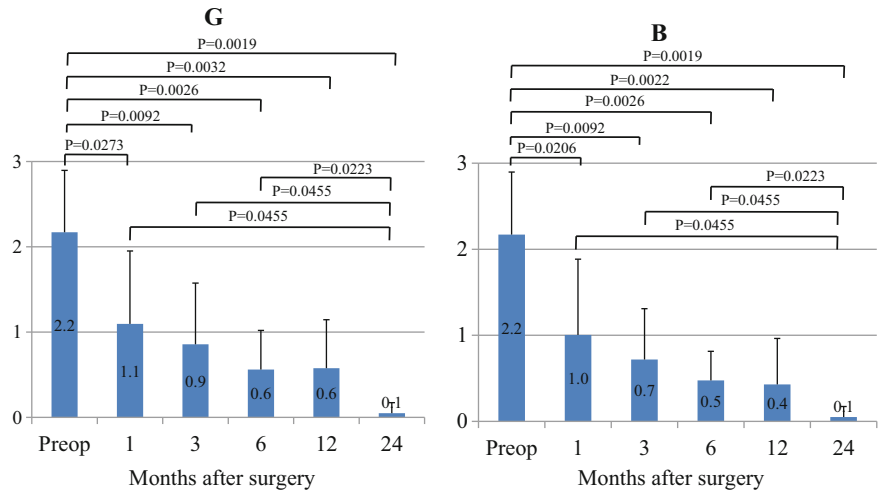 G
P=0.0019
P=0.0032
P=0.0026
P=0.0092
P=0.0273
P=0.0223
P=0.0455
P=0.0455
3
2
1
0
2.2
1.1
0.9
0.6
0.6
0.1
Preop 1 3 6 12 24
Months after surgery
B
P=0.0019
P=0.0022
P=0.0026
P=0.0092
P=0.0206
P=0.0223
P=0.0455
P=0.0455
3
2
1
0
2.2
1.0
0.7
0.5
0.4
0.1
Preop 1 3 6 12 24
Months after surgery